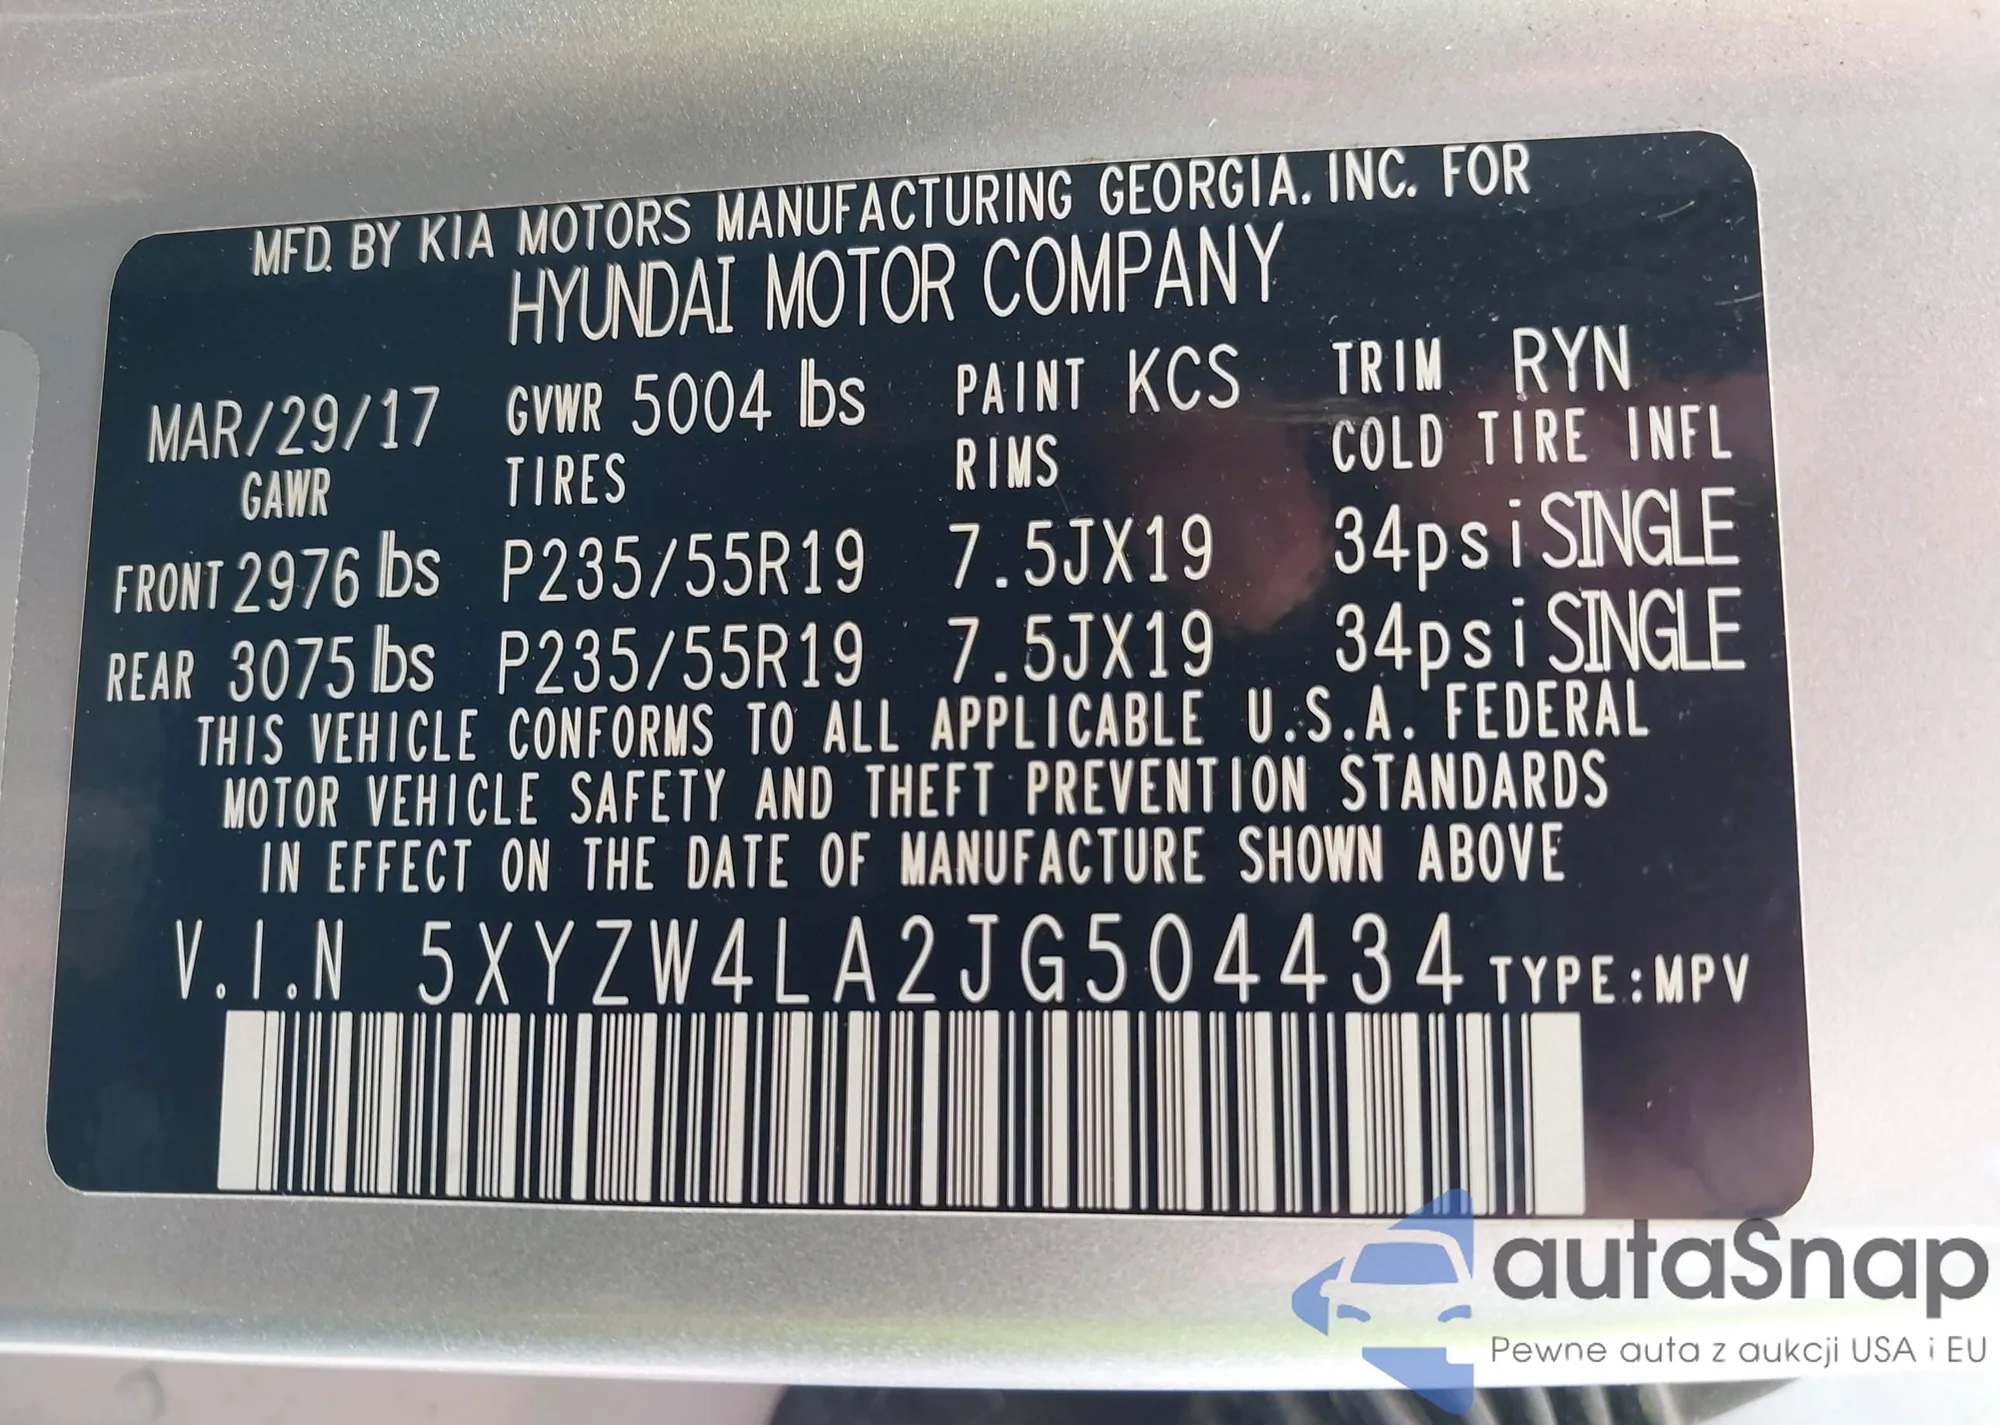 MFD. BY KIA MOTORS MANUFACTURING GEORGIA, INC. FOR
HYUNDAI MOTOR COMPANY
MAR/29/17 GVWR 5004 lbs PAINT KCS TRIM RYN
GAWR TIRES RIMS COLD TIRE INFL
FRONT 2976 lbs P235/55R19 7.5JX19 34psi SINGLE
REAR 3075 lbs P235/55R19 7.5JX19 34psi SINGLE
THIS VEHICLE CONFORMS TO ALL APPLICABLE U.S.A. FEDERAL
MOTOR VEHICLE SAFETY AND THEFT PREVENTION STANDARDS
IN EFFECT ON THE DATE OF MANUFACTURE SHOWN ABOVE
V.I.N 5XYZW4LA2JG504434 TYPE:MPV
autaSnap
Pewne auta z aukcji USA i EU